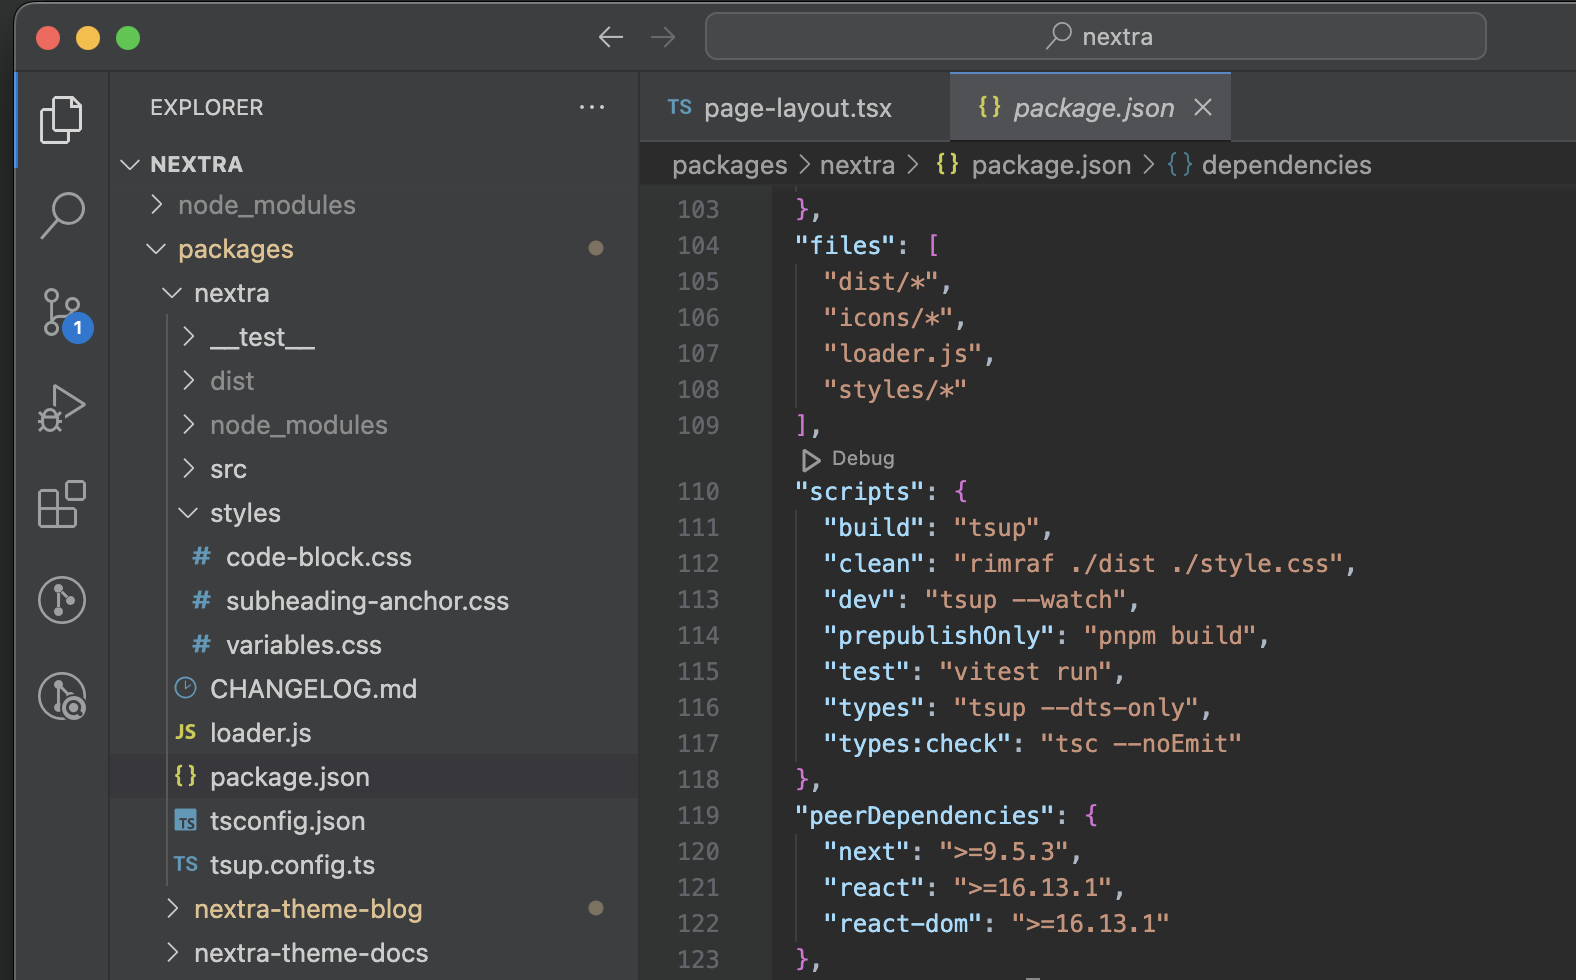 nextra
EXPLORER
NEXTRA
node_modules
packages
nextra
__test__
dist
node_modules
src
styles
# code-block.css
# subheading-anchor.css
# variables.css
CHANGELOG.md
JS loader.js
{} package.json
TS tsconfig.json
TS tsup.config.ts
nextra-theme-blog
nextra-theme-docs
1
TS page-layout.tsx
{} package.json
packages > nextra > {} package.json > {} dependencies
103 },
104 "files": [
105 "dist/*",
106 "icons/*",
107 "loader.js",
108 "styles/*"
109 ],
Debug
110 "scripts": {
111 "build": "tsup",
112 "clean": "rimraf ./dist ./style.css",
113 "dev": "tsup --watch",
114 "prepublishOnly": "pnpm build",
115 "test": "vitest run",
116 "types": "tsup --dts-only",
117 "types:check": "tsc --noEmit"
118 },
119 "peerDependencies": {
120 "next": ">=9.5.3",
121 "react": ">=16.13.1",
122 "react-dom": ">=16.13.1"
123 },